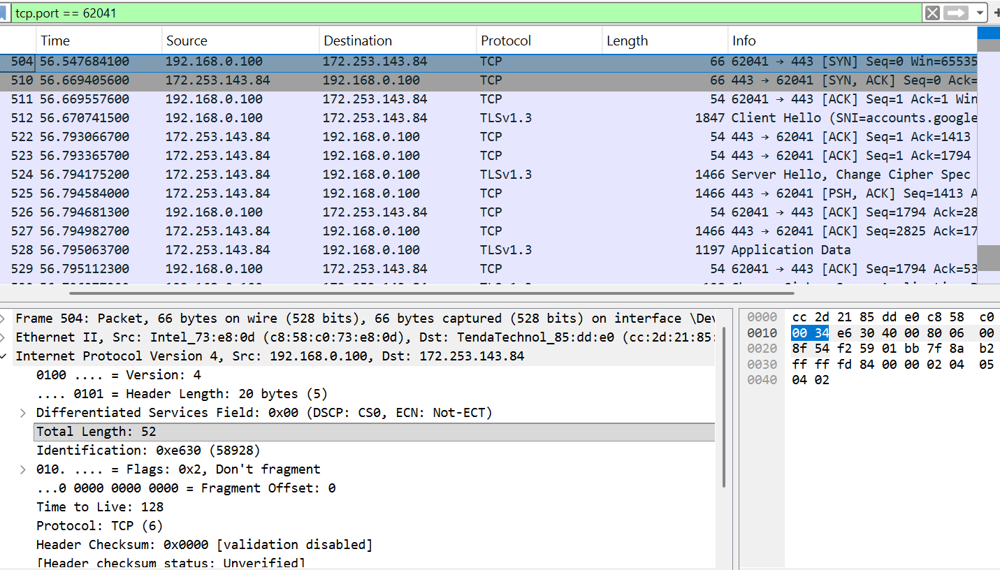 tcp.port == 62041
Time Source Destination Protocol Length Info
504 56.547684100 192.168.0.100 172.253.143.84 TCP 66 62041 → 443 [SYN] Seq=0 Win=65535
510 56.669405600 172.253.143.84 192.168.0.100 TCP 66 443 → 62041 [SYN, ACK] Seq=0 Ack=
511 56.669557600 192.168.0.100 172.253.143.84 TCP 54 62041 → 443 [ACK] Seq=1 Ack=1 Win
512 56.670741500 192.168.0.100 172.253.143.84 TLSv1.3 1847 Client Hello (SNI=accounts.google
522 56.793066700 172.253.143.84 192.168.0.100 TCP 54 443 → 62041 [ACK] Seq=1 Ack=1413
523 56.793365700 172.253.143.84 192.168.0.100 TCP 54 443 → 62041 [ACK] Seq=1 Ack=1794
524 56.794175200 172.253.143.84 192.168.0.100 TLSv1.3 1466 Server Hello, Change Cipher Spec
525 56.794584000 172.253.143.84 192.168.0.100 TCP 1466 443 → 62041 [PSH, ACK] Seq=1413 A
526 56.794681300 192.168.0.100 172.253.143.84 TCP 54 62041 → 443 [ACK] Seq=1794 Ack=28
527 56.794982700 172.253.143.84 192.168.0.100 TCP 1466 443 → 62041 [ACK] Seq=2825 Ack=17
528 56.795063700 172.253.143.84 192.168.0.100 TLSv1.3 1197 Application Data
529 56.795112300 192.168.0.100 172.253.143.84 TCP 54 62041 → 443 [ACK] Seq=1794 Ack=53
Frame 504: Packet, 66 bytes on wire (528 bits), 66 bytes captured (528 bits) on interface \Dev
Ethernet II, Src: Intel_73:e8:0d (c8:58:c0:73:e8:0d), Dst: TendaTechnol_85:dd:e0 (cc:2d:21:85:
Internet Protocol Version 4, Src: 192.168.0.100, Dst: 172.253.143.84
0100 .... = Version: 4
.... 0101 = Header Length: 20 bytes (5)
Differentiated Services Field: 0x00 (DSCP: CS0, ECN: Not-ECT)
Total Length: 52
Identification: 0xe630 (58928)
010. .... = Flags: 0x2, Don't fragment
...0 0000 0000 0000 = Fragment Offset: 0
Time to Live: 128
Protocol: TCP (6)
Header Checksum: 0x0000 [validation disabled]
[Header checksum status: Unverified]
0000 cc 2d 21 85 dd e0 c8 58 c0
0010 00 34 e6 30 40 00 80 06 00
0020 8f 54 f2 59 01 bb 7f 8a b2
0030 ff ff fd 84 00 00 02 04 05
0040 04 02